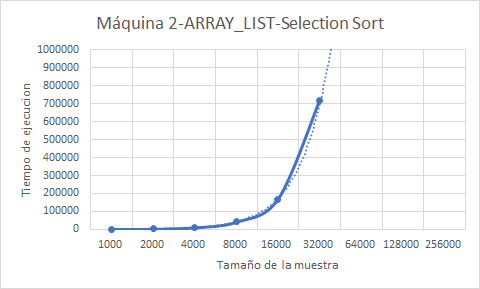 Máquina 2-ARRAY_LIST-Selection Sort
1000000
900000
800000
700000
600000
500000
400000
300000
200000
100000
0
Tiempo de ejecucion
1000 2000 4000 8000 16000 32000 64000 128000 256000
Tamaño de la muestra